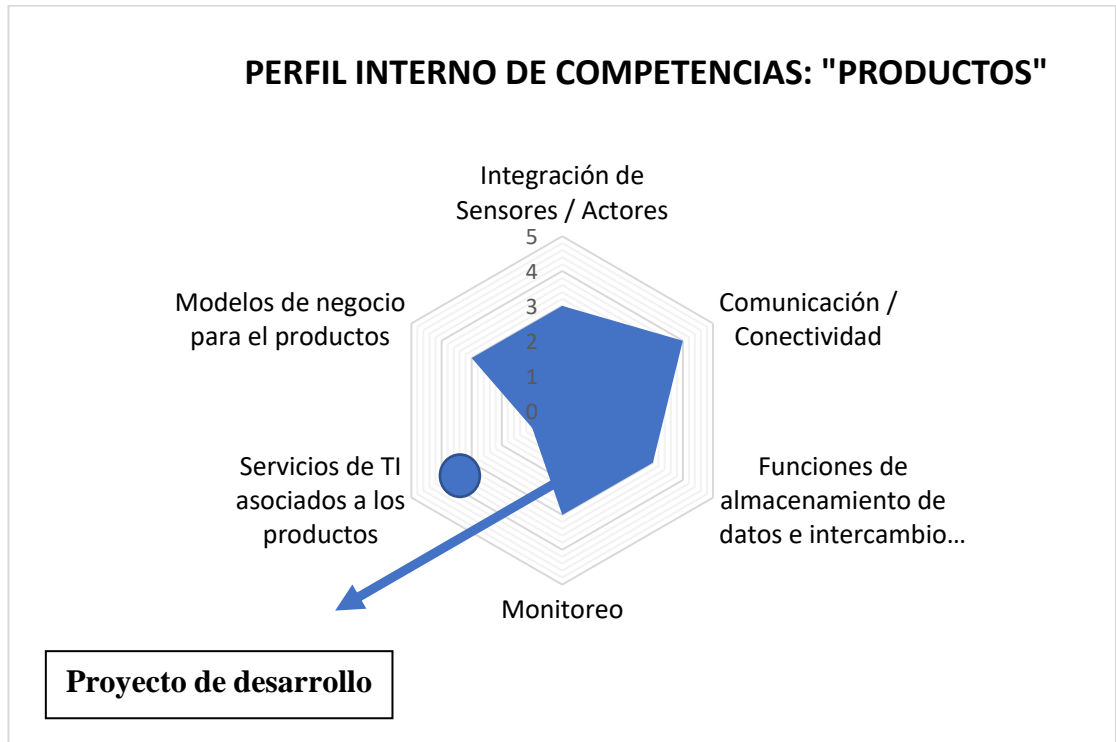 PERFIL INTERNO DE COMPETENCIAS: "PRODUCTOS"
Integración de
Sensores / Actores
5
4
3
2
1
0
Comunicación /
Conectividad
Funciones de
almacenamiento de
datos e intercambio…
Monitoreo
Servicios de TI
asociados a los
productos
Modelos de negocio
para el productos
Proyecto de desarrollo